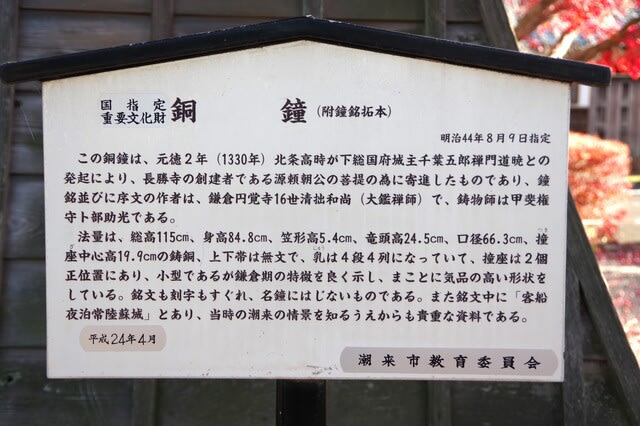 国指定
重要文化財
銅鐘(附鐘銘拓本)
明治44年8月9日指定
この銅鐘は、元徳2年(1330年)北条高時が下総国府城主千葉五郎禅門道暁との
発起により、長勝寺の創建者である源頼朝公の菩提の為に寄進したものであり、鐘
銘並びに序文の作者は、鎌倉円覚寺16世清拙和尚(大鑑禅師)で、鋳物師は甲斐権
守卜部助光である。
法量は、総高115cm、身高84.8cm、笠形高5.4cm、竜頭高24.5cm、口径66.3cm、撞
座中心高19.9cmの鋳銅、上下帯は無文で、乳は4段4列になっていて、撞座は2個
正位置にあり、小型であるが鎌倉期の特徴を良く示し、まことに気品の高い形状を
している。銘文も刻字もすぐれ、名鐘にはじないものである。また銘文中に「客船
夜泊常陸蘇城」とあり、当時の潮来の情景を知るうえからも貴重な資料である。
平成24年4月
潮来市教育委員会